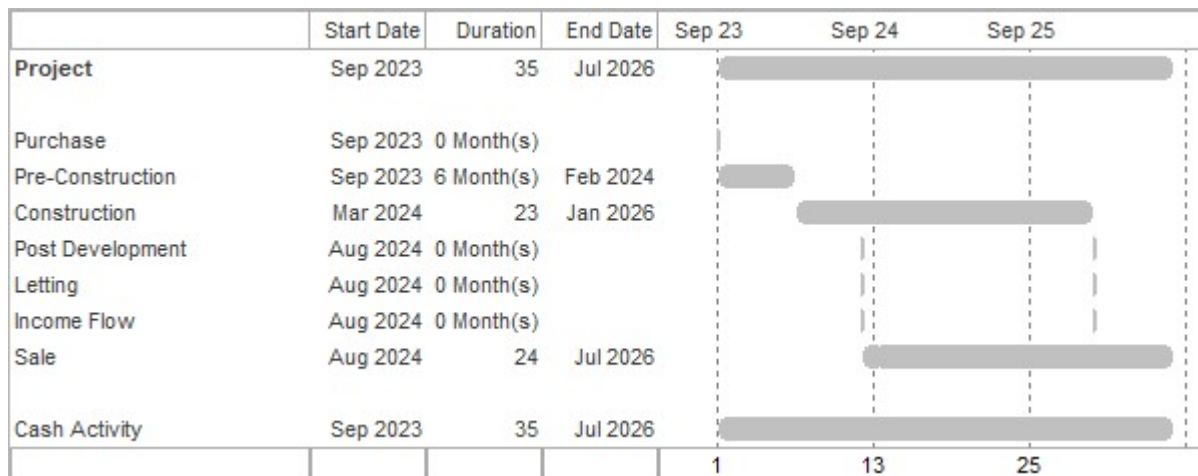 Start Date Duration End Date Sep 23 Sep 24 Sep 25
Project Sep 2023 35 Jul 2026
Purchase Sep 2023 0 Month(s)
Pre-Construction Sep 2023 6 Month(s) Feb 2024
Construction Mar 2024 23 Jan 2026
Post Development Aug 2024 0 Month(s)
Letting Aug 2024 0 Month(s)
Income Flow Aug 2024 0 Month(s)
Sale Aug 2024 24 Jul 2026
Cash Activity Sep 2023 35 Jul 2026
1 13 25